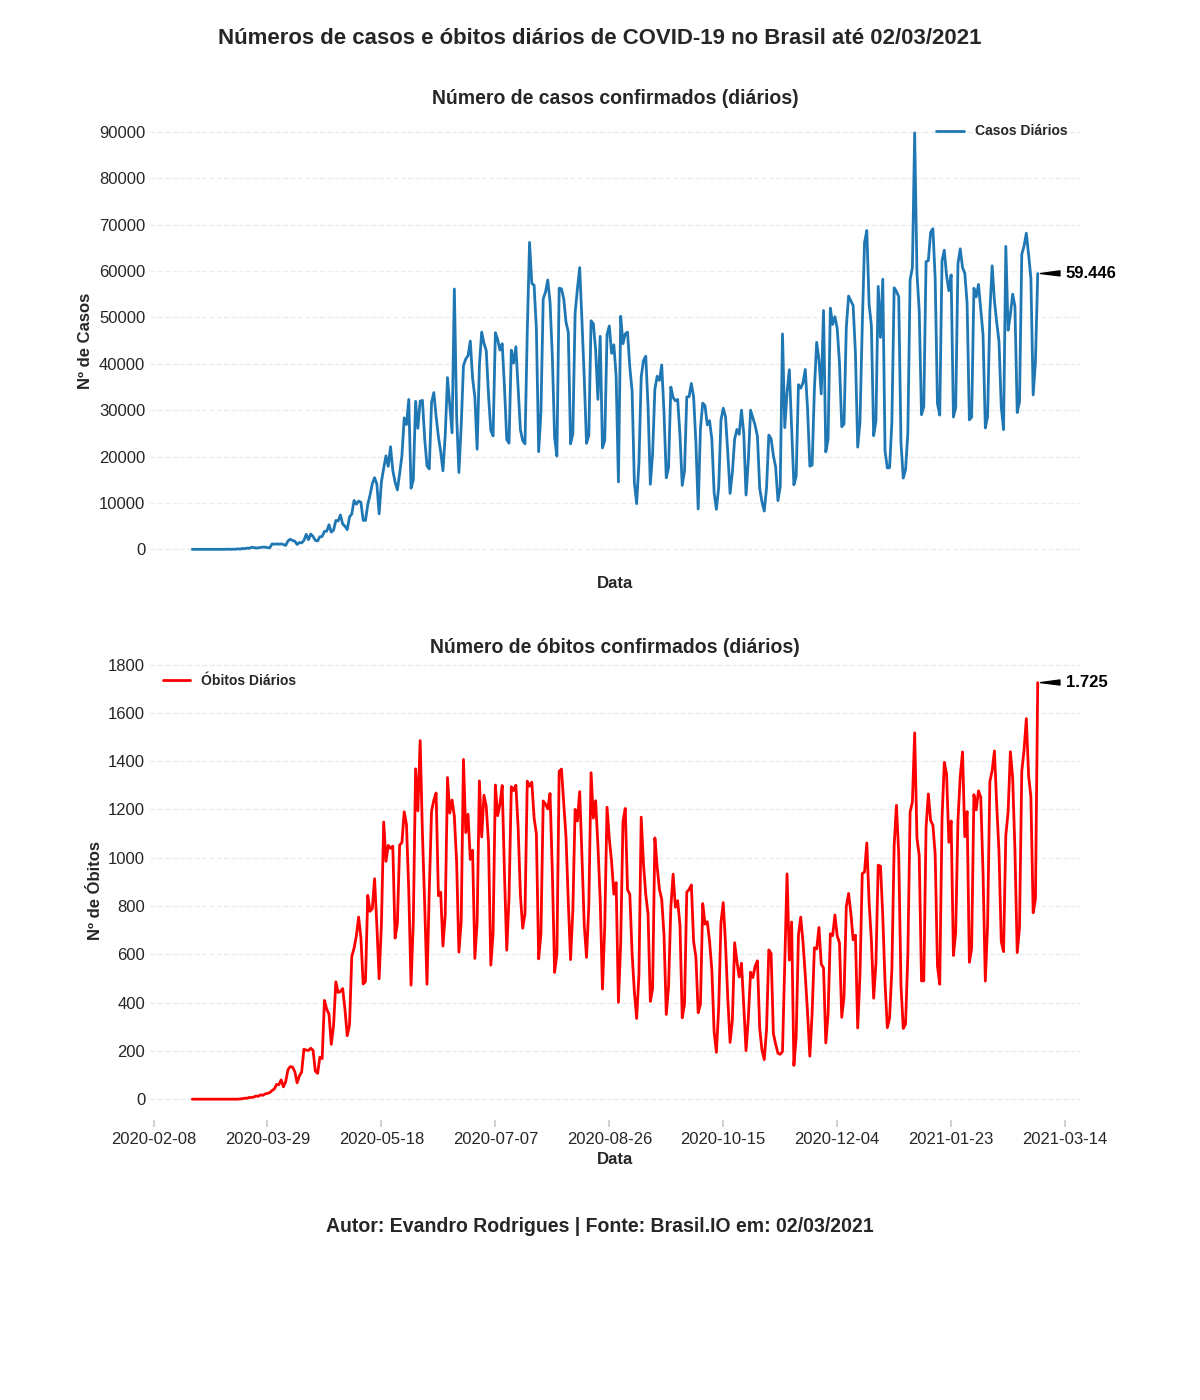 Números de casos e óbitos diários de COVID-19 no Brasil até 02/03/2021
Número de casos confirmados (diários)
Casos Diários
90000
80000
70000
60000
50000
40000
30000
20000
10000
0
Nº de Casos
59.446
Data
Número de óbitos confirmados (diários)
Óbitos Diários
1800
1600
1400
1200
1000
800
600
400
200
0
Nº de Óbitos
1.725
2020-02-08 2020-03-29 2020-05-18 2020-07-07 2020-08-26 2020-10-15 2020-12-04 2021-01-23 2021-03-14
Data
Autor: Evandro Rodrigues | Fonte: Brasil.IO em: 02/03/2021